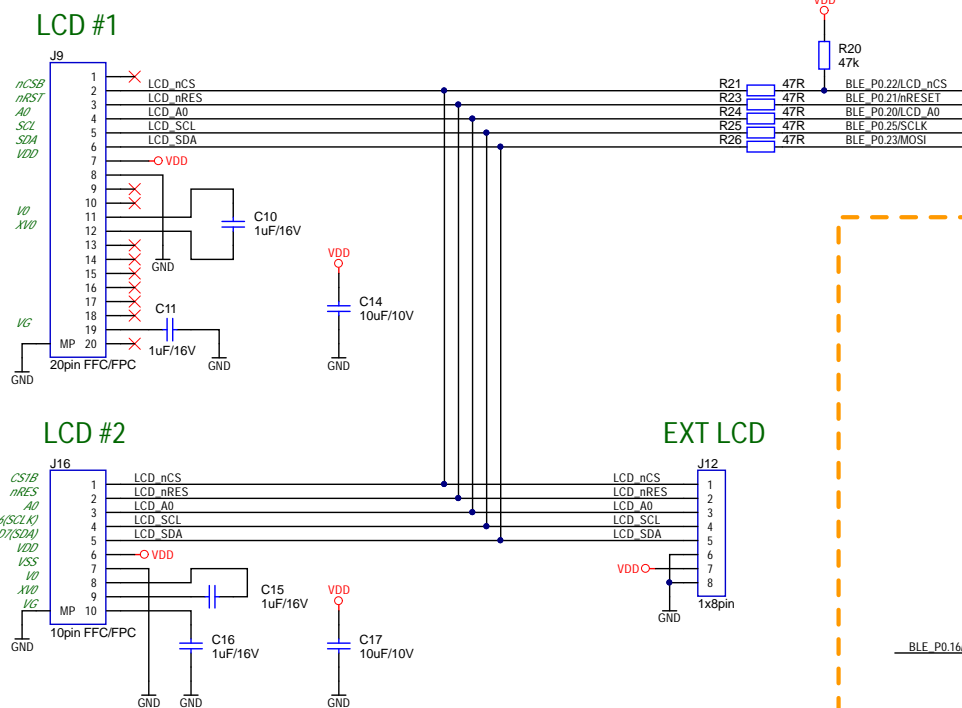 LCD #1
J9
nCSB
nRST
A0
SCL
SDA
VDD
V0
XV0
VG
1
2
3
4
5
6
7
8
9
10
11
12
13
14
15
16
17
18
19
MP 20
20pin FFC/FPC
GND
LCD_nCS
LCD_nRES
LCD_A0
LCD_SCL
LCD_SDA
VDD
GND
C10
1uF/16V
C11
1uF/16V
GND
VDD
C14
10uF/10V
GND
VDD
R20
47k
R21 47R BLE_P0.22/LCD_nCS
R23 47R BLE_P0.21/nRESET
R24 47R BLE_P0.20/LCD_A0
R25 47R BLE_P0.25/SCLK
R26 47R BLE_P0.23/MOSI
LCD #2
J16
CS1B
nRES
A0
6(SCLK)
D7(SDA)
VDD
VSS
V0
XV0
VG
1
2
3
4
5
6
7
8
9
MP 10
10pin FFC/FPC
GND
LCD_nCS
LCD_nRES
LCD_A0
LCD_SCL
LCD_SDA
VDD
C15
1uF/16V
C16
1uF/16V
GND
GND
VDD
C17
10uF/10V
GND
EXT LCD
J12
LCD_nCS
LCD_nRES
LCD_A0
LCD_SCL
LCD_SDA
VDD
1
2
3
4
5
6
7
8
1x8pin
GND
BLE_P0.16/